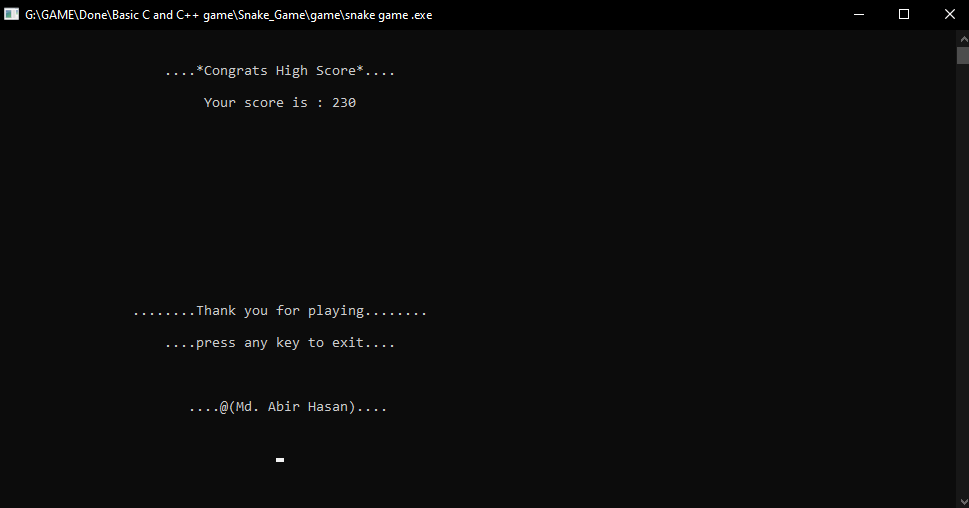 G:\GAME\Done\Basic C and C++ game\Snake_Game\game\snake game .exe
....*Congrats High Score*....
Your score is : 230
........Thank you for playing........
....press any key to exit....
....@(Md. Abir Hasan)....